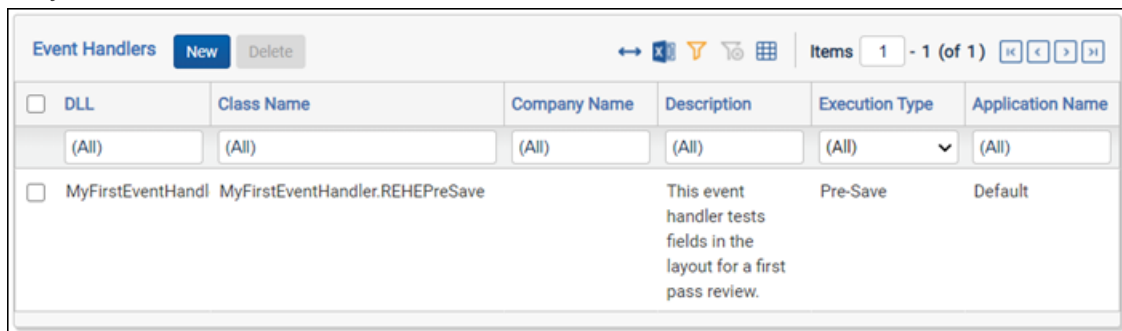 Event Handlers New Delete Items 1 - 1 (of 1)
DLL Class Name Company Name Description Execution Type Application Name
(All) (All) (All) (All) (All) (All)
MyFirstEventHandl MyFirstEventHandler.REHEPreSave This event Pre-Save Default
handler tests
fields in the
layout for a first
pass review.